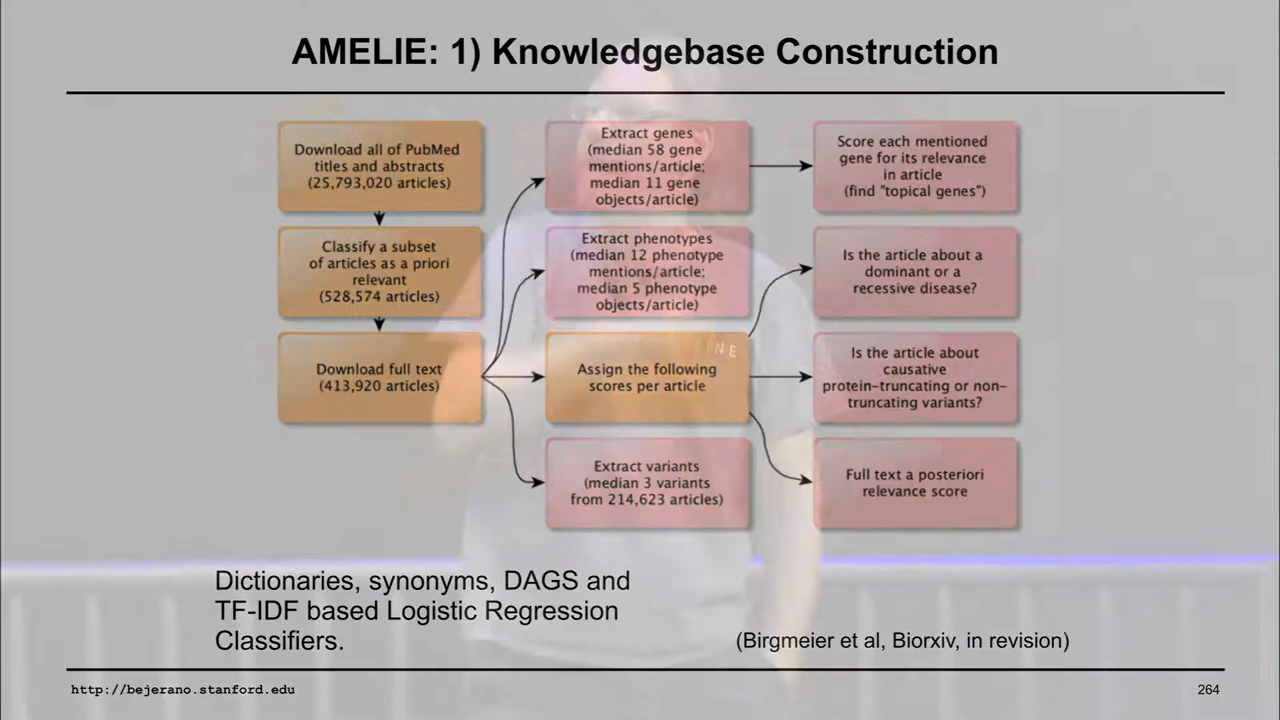 AMELIE: 1) Knowledgebase Construction
Download all of PubMed
titles and abstracts
(25,793,020 articles)
Classify a subset
of articles as a priori
relevant
(528,574 articles)
Download full text
(413,920 articles)
Extract genes
(median 58 gene
mentions/article;
median 11 gene
objects/article)
Extract phenotypes
(median 12 phenotype
mentions/article;
median 5 phenotype
objects/article)
Assign the following
scores per article
Extract variants
(median 3 variants
from 214,623 articles)
Score each mentioned
gene for its relevance
in article
(find "topical genes")
Is the article about a
dominant or a
recessive disease?
Is the article about
causative
protein-truncating or non-
truncating variants?
Full text a posteriori
relevance score
Dictionaries, synonyms, DAGS and
TF-IDF based Logistic Regression
Classifiers.
(Birgmeier et al, Biorxiv, in revision)
http://bejerano.stanford.edu
264